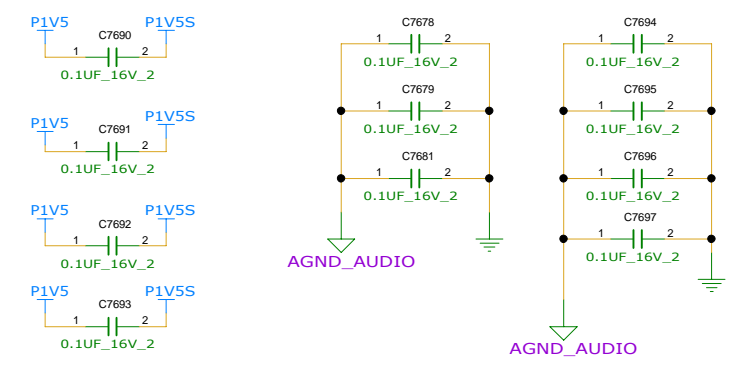 P1V5 P1V5S
C7690
1 2
0.1UF_16V_2
P1V5 P1V5S
C7691
1 2
0.1UF_16V_2
P1V5 P1V5S
C7692
1 2
0.1UF_16V_2
P1V5 P1V5S
C7693
1 2
0.1UF_16V_2
C7678
1 2
0.1UF_16V_2
C7679
1 2
0.1UF_16V_2
C7681
1 2
0.1UF_16V_2
AGND_AUDIO
C7694
1 2
0.1UF_16V_2
C7695
1 2
0.1UF_16V_2
C7696
1 2
0.1UF_16V_2
C7697
1 2
0.1UF_16V_2
AGND_AUDIO